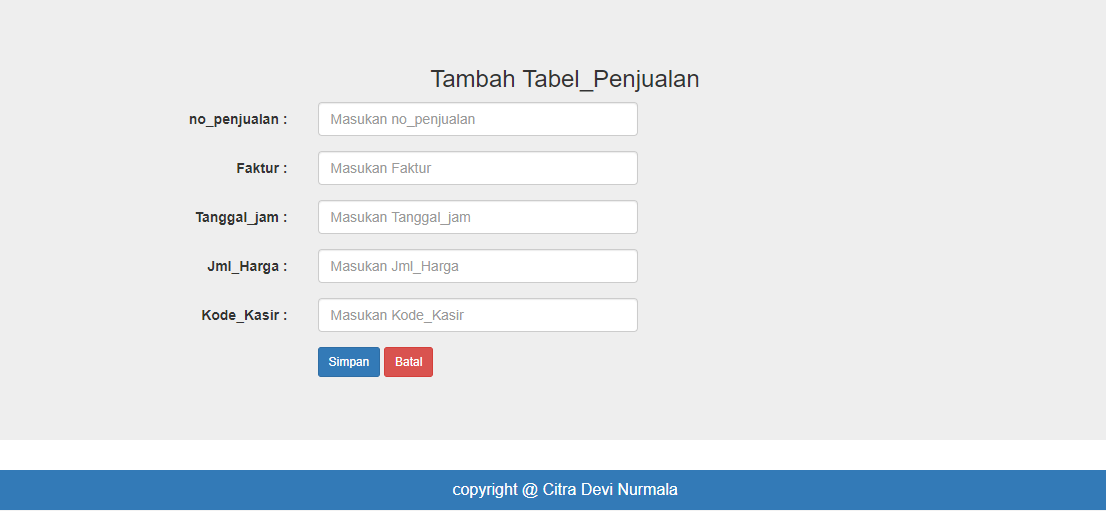 Tambah Tabel_Penjualan
no_penjualan : Masukan no_penjualan
Faktur : Masukan Faktur
Tanggal_jam : Masukan Tanggal_jam
Jml_Harga : Masukan Jml_Harga
Kode_Kasir : Masukan Kode_Kasir
Simpan Batal
copyright @ Citra Devi Nurmala